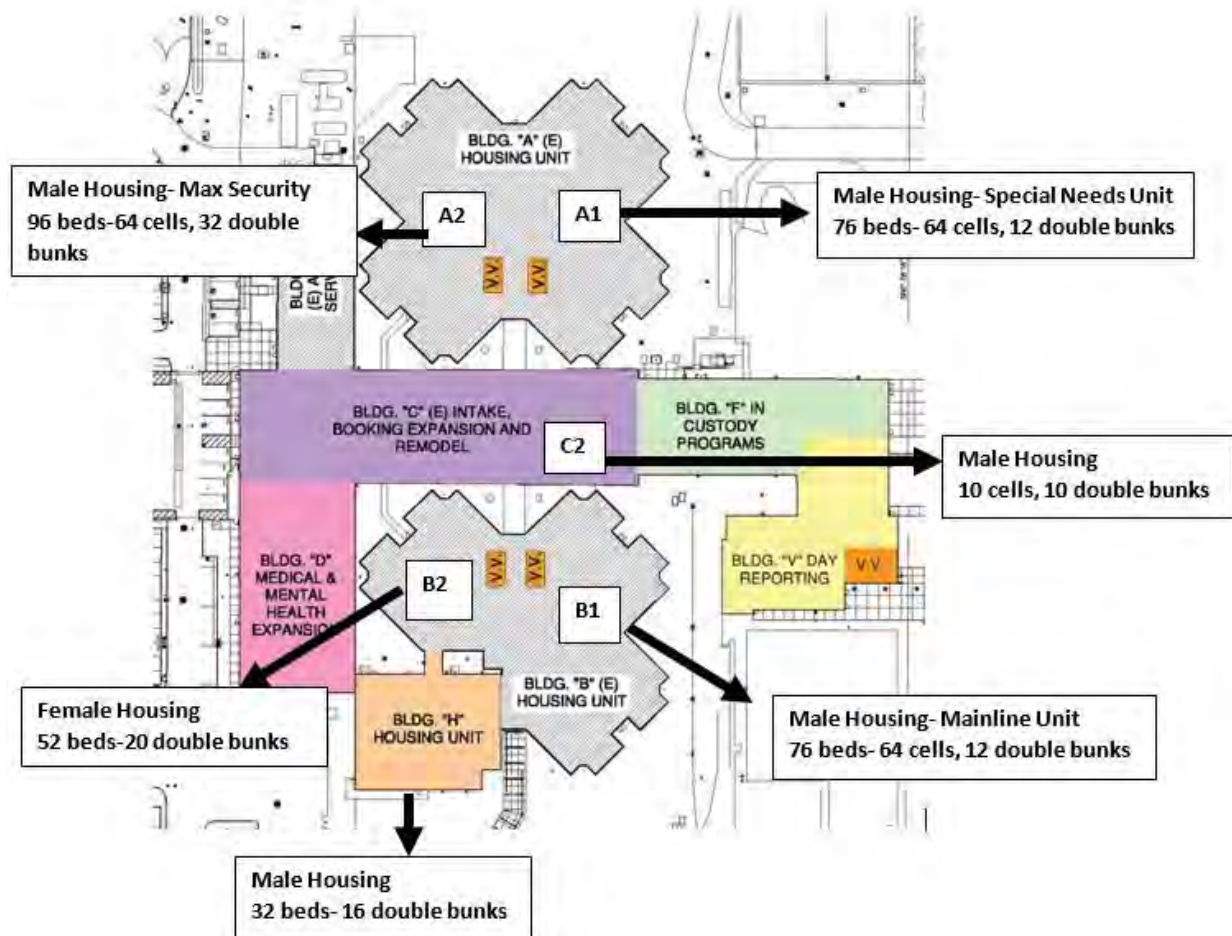 BLDG. "A" (E)
HOUSING UNIT
Male Housing- Max Security
96 beds-64 cells, 32 double
bunks
A2
A1
Male Housing- Special Needs Unit
76 beds- 64 cells, 12 double bunks
V.V.
V.V.
BLDG
(E) A
SERV
BLDG. "C" (E) INTAKE,
BOOKING EXPANSION AND
REMODEL
C2
BLDG. "F" IN
CUSTODY
PROGRAMS
Male Housing
10 cells, 10 double bunks
BLDG. "D"
MEDICAL &
MENTAL
HEALTH
EXPANSION
V.V.
V.V.
B2
B1
BLDG. "V" DAY
REPORTING
V.V.
Female Housing
52 beds-20 double bunks
BLDG. "H"
HOUSING UNIT
BLDG. "B" (E)
HOUSING UNIT
Male Housing- Mainline Unit
76 beds- 64 cells, 12 double bunks
Male Housing
32 beds- 16 double bunks